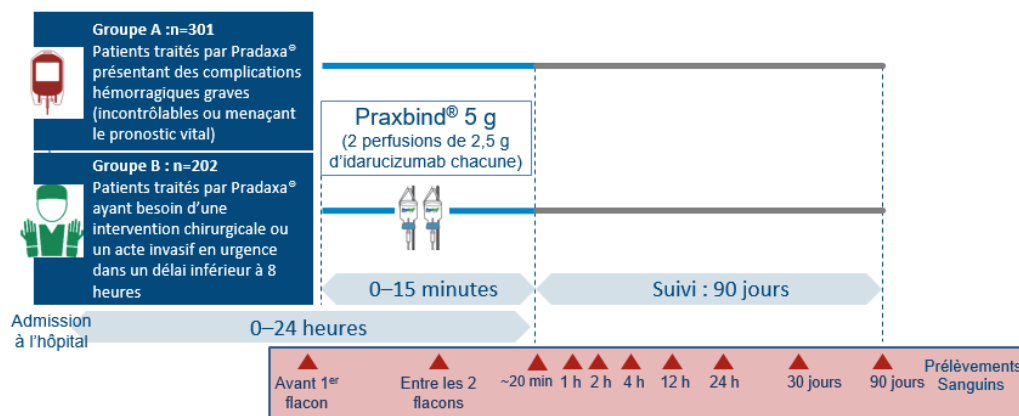 Groupe A :n=301
Patients traités par Pradaxa®
présentant des complications
hémorragiques graves
(incontrôlables ou menaçant
le pronostic vital)
Praxbind® 5 g
(2 perfusions de 2,5 g
d'idarucizumab chacune)
Groupe B : n=202
Patients traités par Pradaxa®
ayant besoin d'une
intervention chirurgicale ou
un acte invasif en urgence
dans un délai inférieur à 8
heures
0–15 minutes
Suivi : 90 jours
Admission
à l'hôpital
0–24 heures
Avant 1er
flacon
Entre les 2
flacons
~20 min
1 h
2 h
4 h
12 h
24 h
30 jours
90 jours
Prélèvements
Sanguins